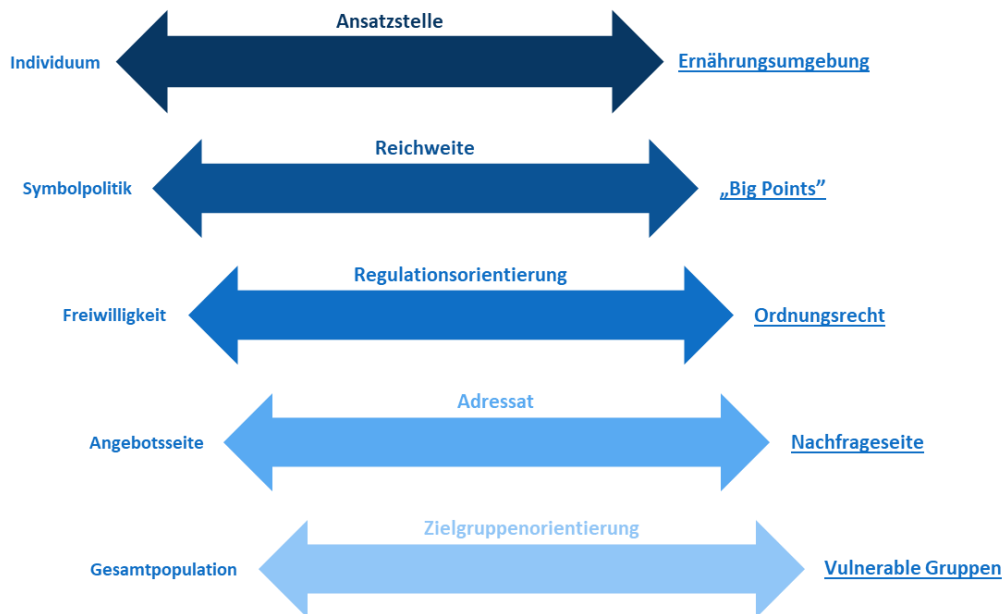 Ansatzstelle
Individuum
Ernährungsumgebung
Reichweite
Symbolpolitik
„Big Points”
Regulationsorientierung
Freiwilligkeit
Ordnungsrecht
Adressat
Angebotsseite
Nachfrageseite
Zielgruppenorientierung
Gesamtpopulation
Vulnerable Gruppen